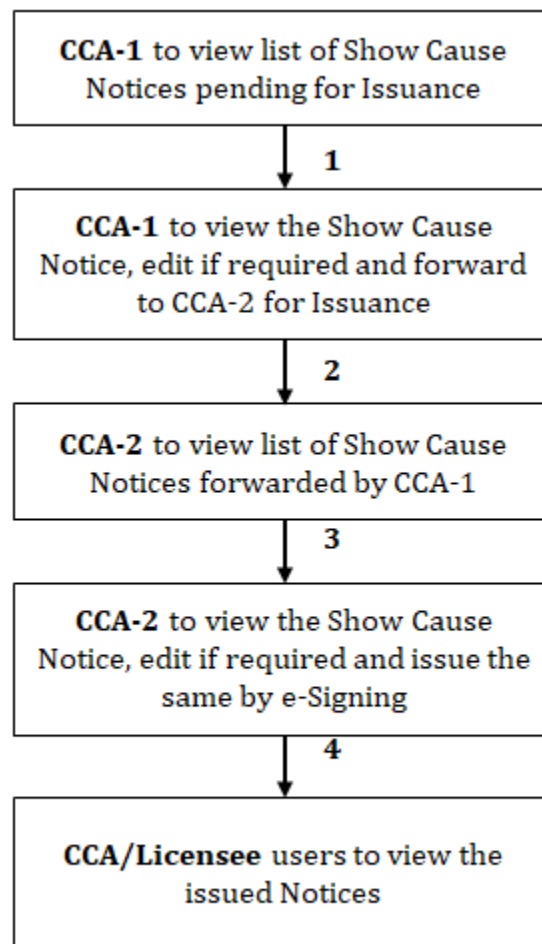 CCA-1 to view list of Show Cause
Notices pending for Issuance
1
CCA-1 to view the Show Cause
Notice, edit if required and forward
to CCA-2 for Issuance
2
CCA-2 to view list of Show Cause
Notices forwarded by CCA-1
3
CCA-2 to view the Show Cause
Notice, edit if required and issue the
same by e-Signing
4
CCA/Licensee users to view the
issued Notices